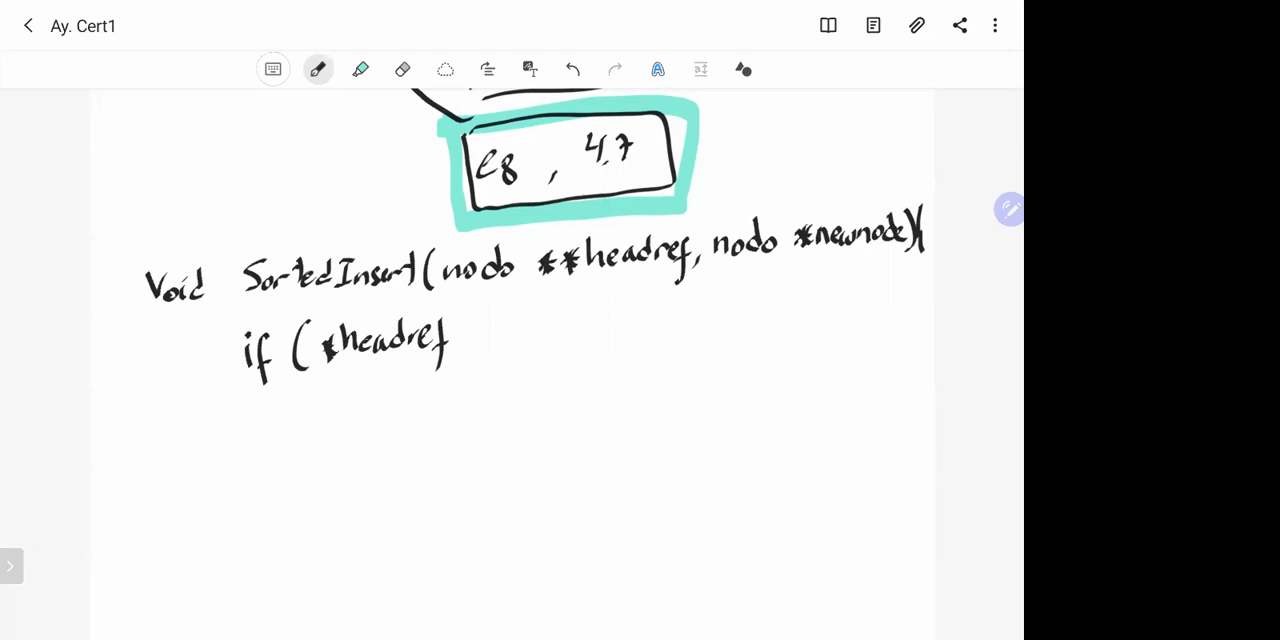 Ay. Cert1
e8 , 4.7
Void SortedInsert(nodo **headref, nodo *newnode){
if ( *headref